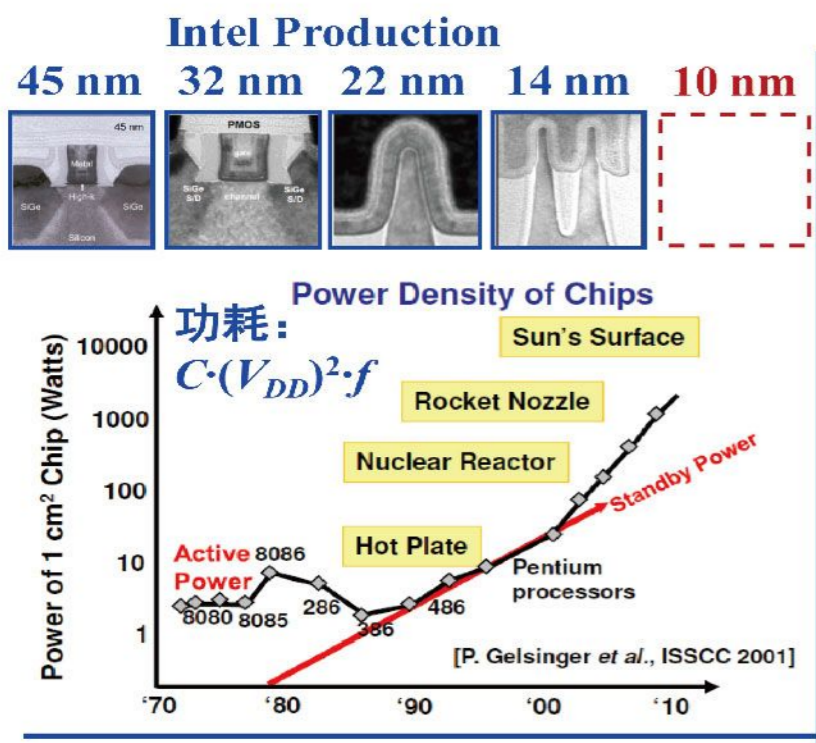 Intel Production
45 nm 32 nm 22 nm 14 nm 10 nm
45 nm
Metal
High-k
SiGe SiGe
Silicon
PMOS
gate
SiGe S/D
channel
SiGe S/D
Power Density of Chips
功耗：
C·(V_DD)²·f
Sun's Surface
Rocket Nozzle
Nuclear Reactor
Hot Plate
Standby Power
Active
Power
8086
8080
8085
286
386
486
Pentium
processors
[P. Gelsinger et al., ISSCC 2001]
Power of 1 cm² Chip (Watts)
10000
1000
100
10
1
'70 '80 '90 '00 '10